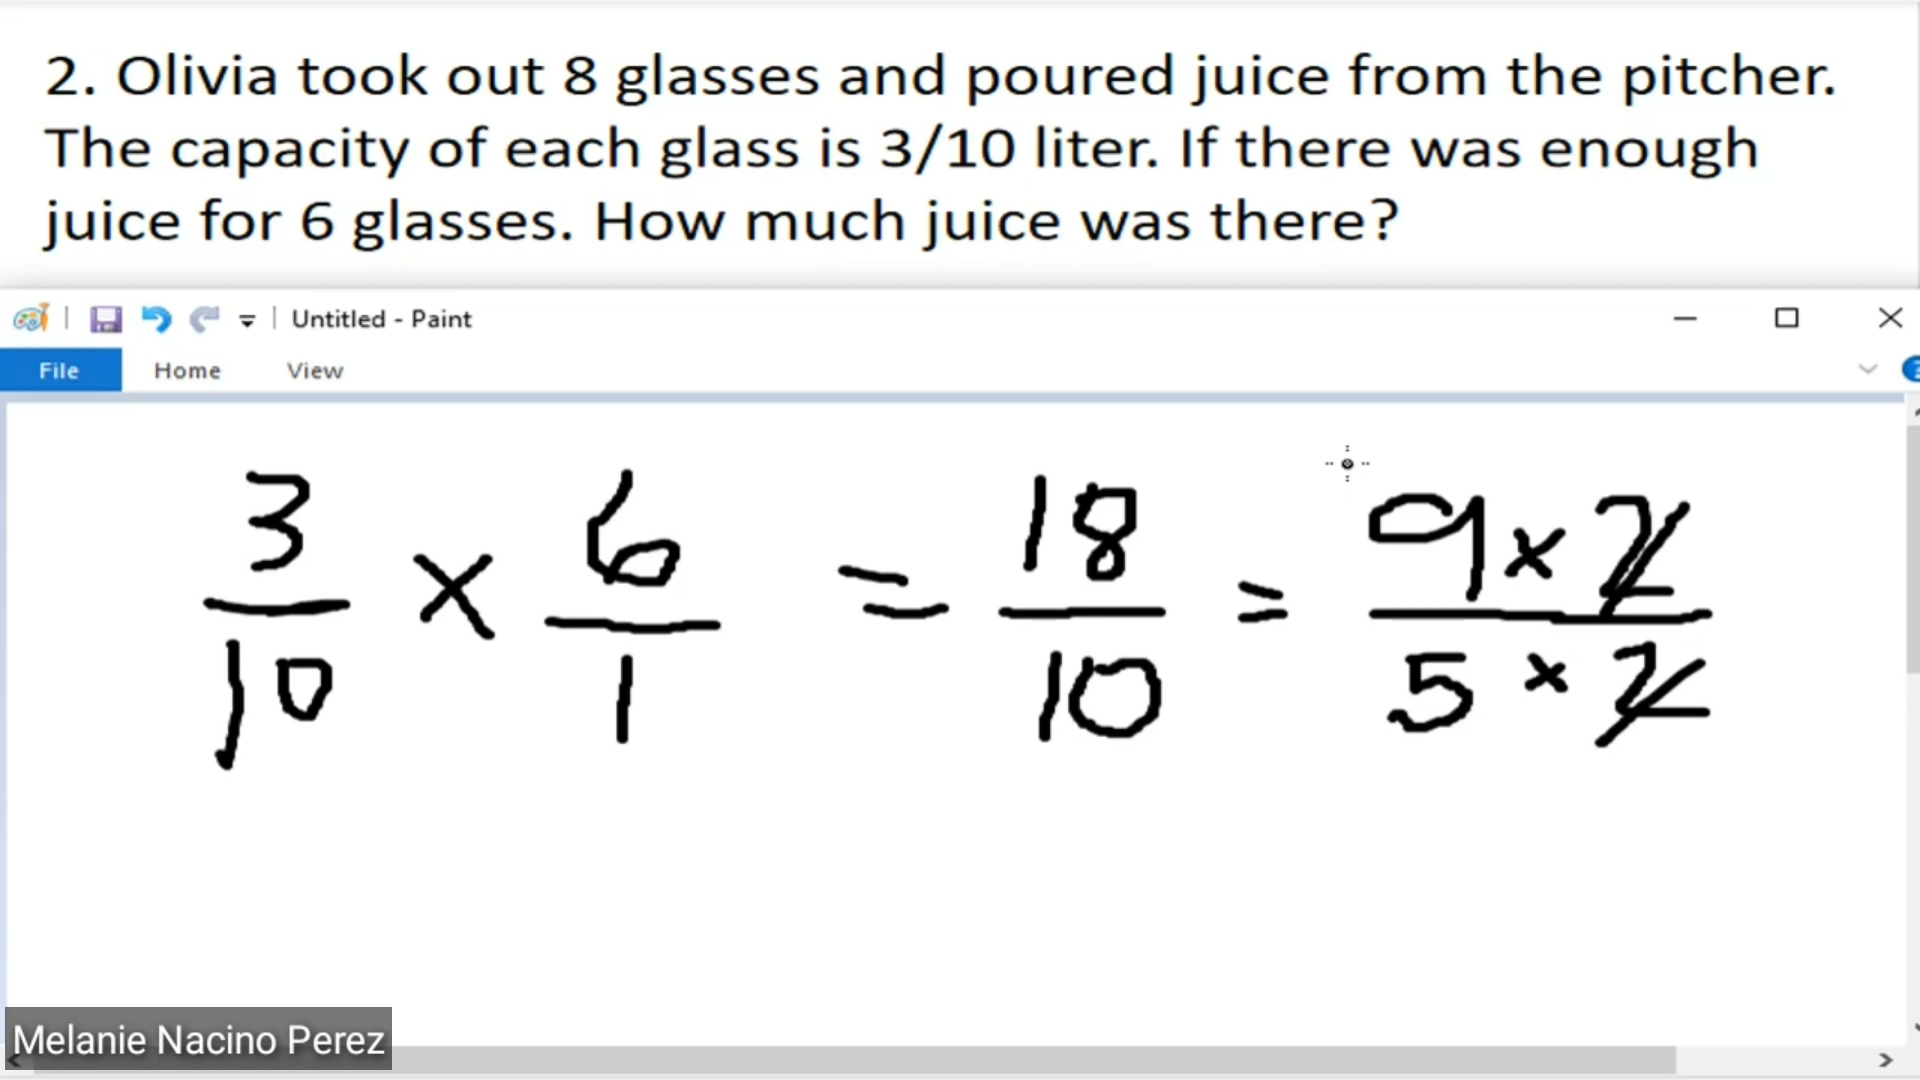 2. Olivia took out 8 glasses and poured juice from the pitcher.
The capacity of each glass is 3/10 liter. If there was enough
juice for 6 glasses. How much juice was there?
Untitled - Paint
File Home View
3/10 × 6/1 = 18/10 = 9 × 2/5 × 2
Melanie Nacino Perez